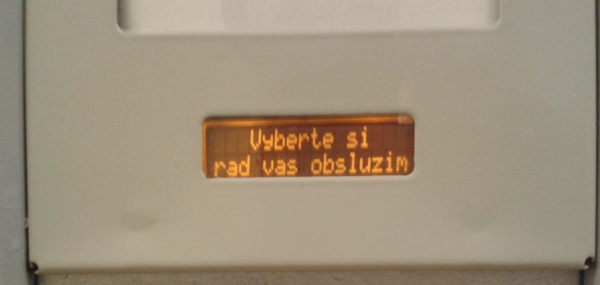 Vyberte si
rad vas obsluzim